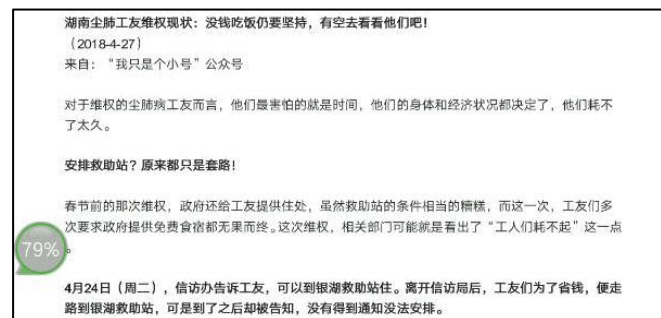 湖南尘肺工友维权现状：没钱吃饭仍要坚持，有空去看看他们吧！
（2018-4-27）
来自：“我只是个小号”公众号
对于维权的尘肺病工友而言，他们最害怕的就是时间，他们的身体和经济状况都决定了，他们耗不
了太久。
安排救助站？原来都只是套路！
春节前的那次维权，政府还给工友提供住处，虽然救助站的条件相当的糟糕，而这一次，工友们多
次要求政府提供免费食宿都无果而终。这次维权，相关部门可能就是看出了“工人们耗不起”这一点
。
79%
4月24日（周二），信访办告诉工友，可以到银湖救助站住。离开信访局后，工友们为了省钱，便走
路到银湖救助站，可是到了之后却被告知，没有得到通知没法安排。